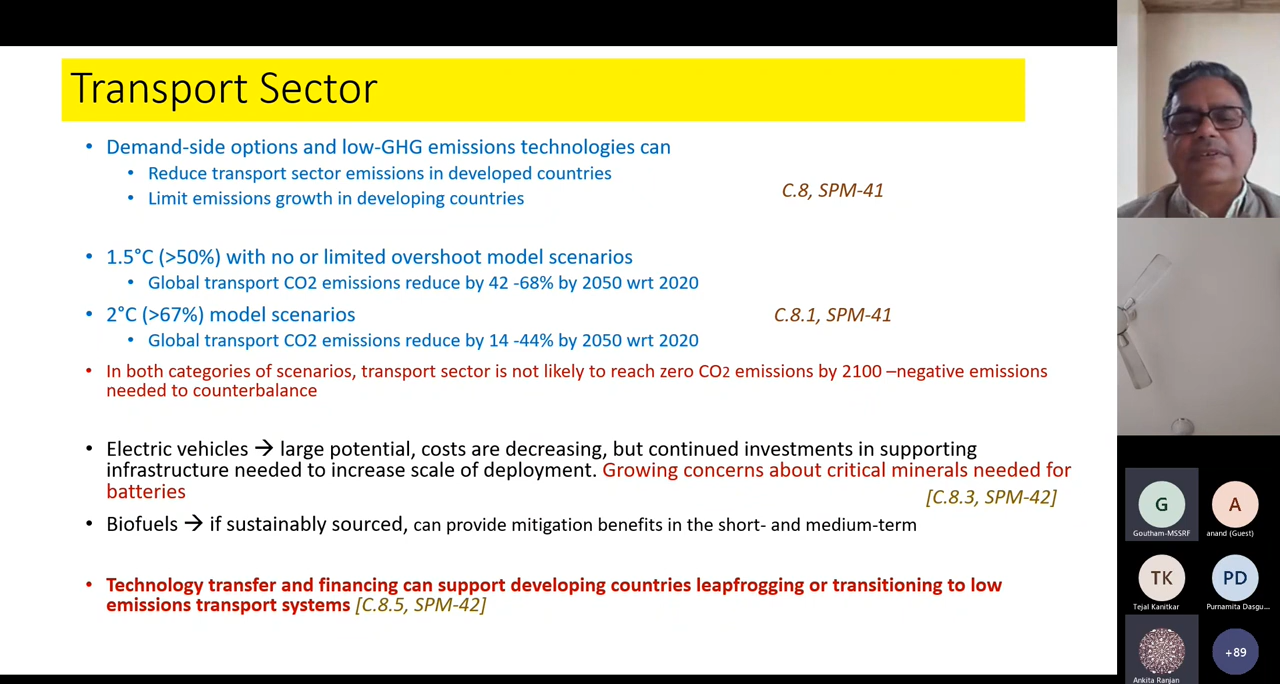 Transport Sector
• Demand-side options and low-GHG emissions technologies can
• Reduce transport sector emissions in developed countries
• Limit emissions growth in developing countries
C.8, SPM-41
• 1.5°C (>50%) with no or limited overshoot model scenarios
• Global transport CO2 emissions reduce by 42 -68% by 2050 wrt 2020
• 2°C (>67%) model scenarios
C.8.1, SPM-41
• Global transport CO2 emissions reduce by 14 -44% by 2050 wrt 2020
• In both categories of scenarios, transport sector is not likely to reach zero CO2 emissions by 2100 –negative emissions
needed to counterbalance
• Electric vehicles → large potential, costs are decreasing, but continued investments in supporting
infrastructure needed to increase scale of deployment. Growing concerns about critical minerals needed for
batteries
[C.8.3, SPM-42]
• Biofuels → if sustainably sourced, can provide mitigation benefits in the short- and medium-term
• Technology transfer and financing can support developing countries leapfrogging or transitioning to low
emissions transport systems [C.8.5, SPM-42]
G
Goutham-MSSRF
A
anand (Guest)
TK
Tejal Kanitkar
PD
Purnamita Dasgu...
Ankita Ranjan
+89